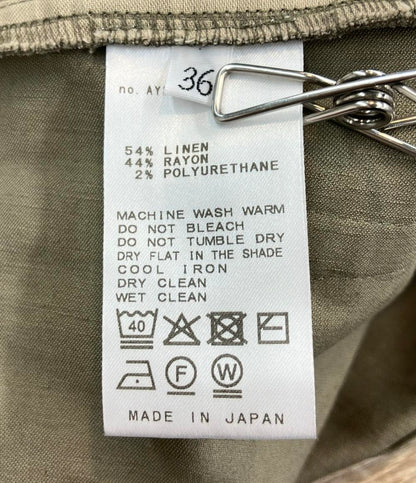 36
no. AY
54% LINEN
44% RAYON
2% POLYURETHANE
MACHINE WASH WARM
DO NOT BLEACH
DO NOT TUMBLE DRY
DRY FLAT IN THE SHADE
COOL IRON
DRY CLEAN
WET CLEAN
40
F W
MADE IN JAPAN